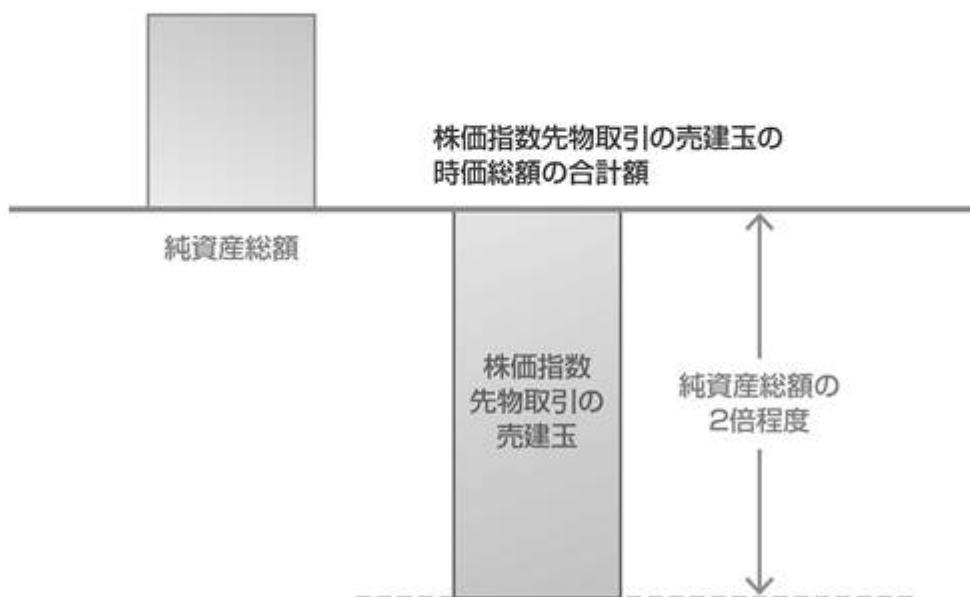 株価指数先物取引の売建玉の
時価総額の合計額
純資産総額
株価指数
先物取引の
売建玉
純資産総額の
2倍程度